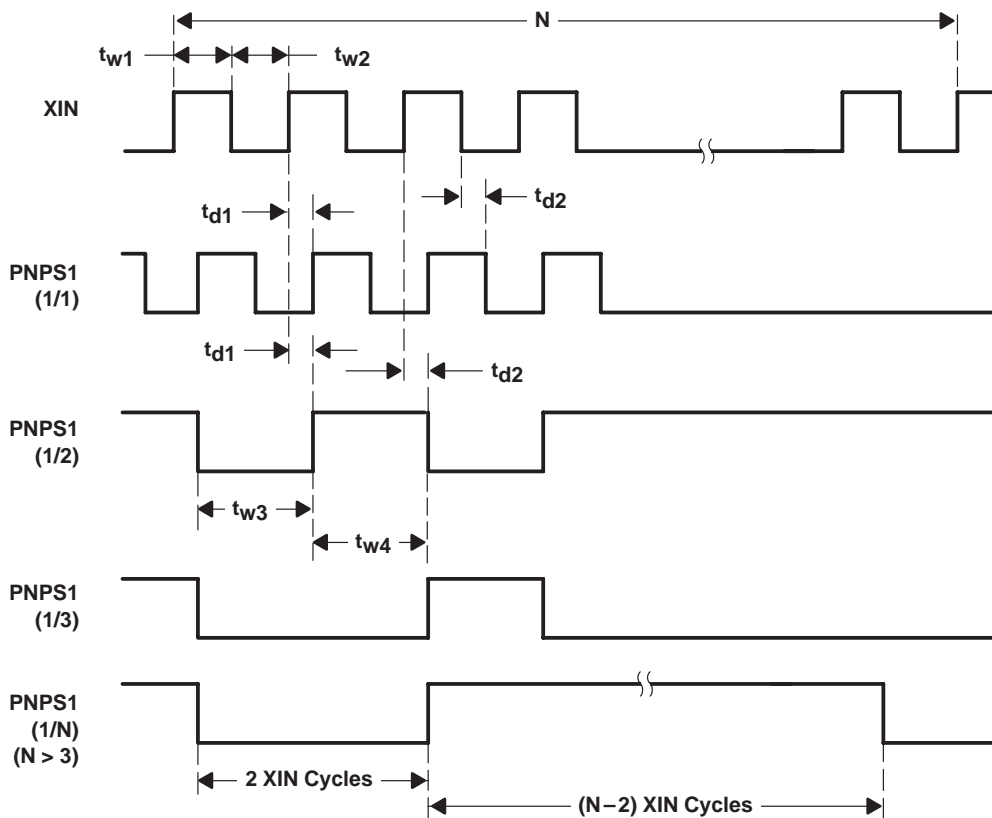 N
tw1
tw2
XIN
td1
td2
PNPS1
(1/1)
td1
td2
PNPS1
(1/2)
tw3
tw4
PNPS1
(1/3)
PNPS1
(1/N)
(N > 3)
2 XIN Cycles
(N−2) XIN Cycles